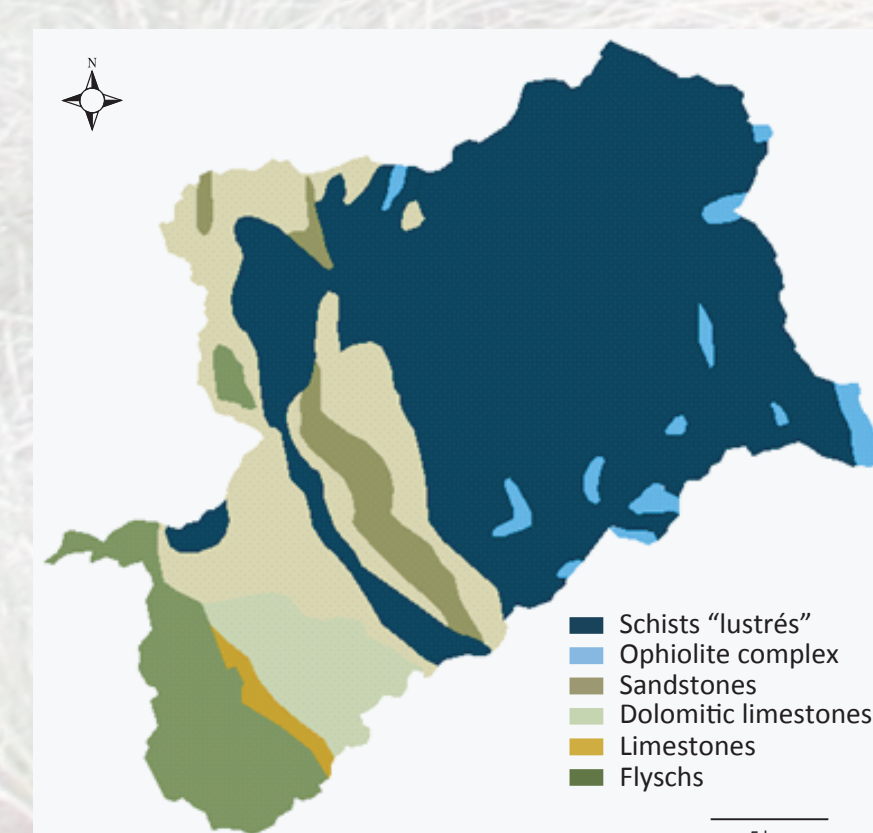 N
Schists “lustrés”
Ophiolite complex
Sandstones
Dolomitic limestones
Limestones
Flyschs